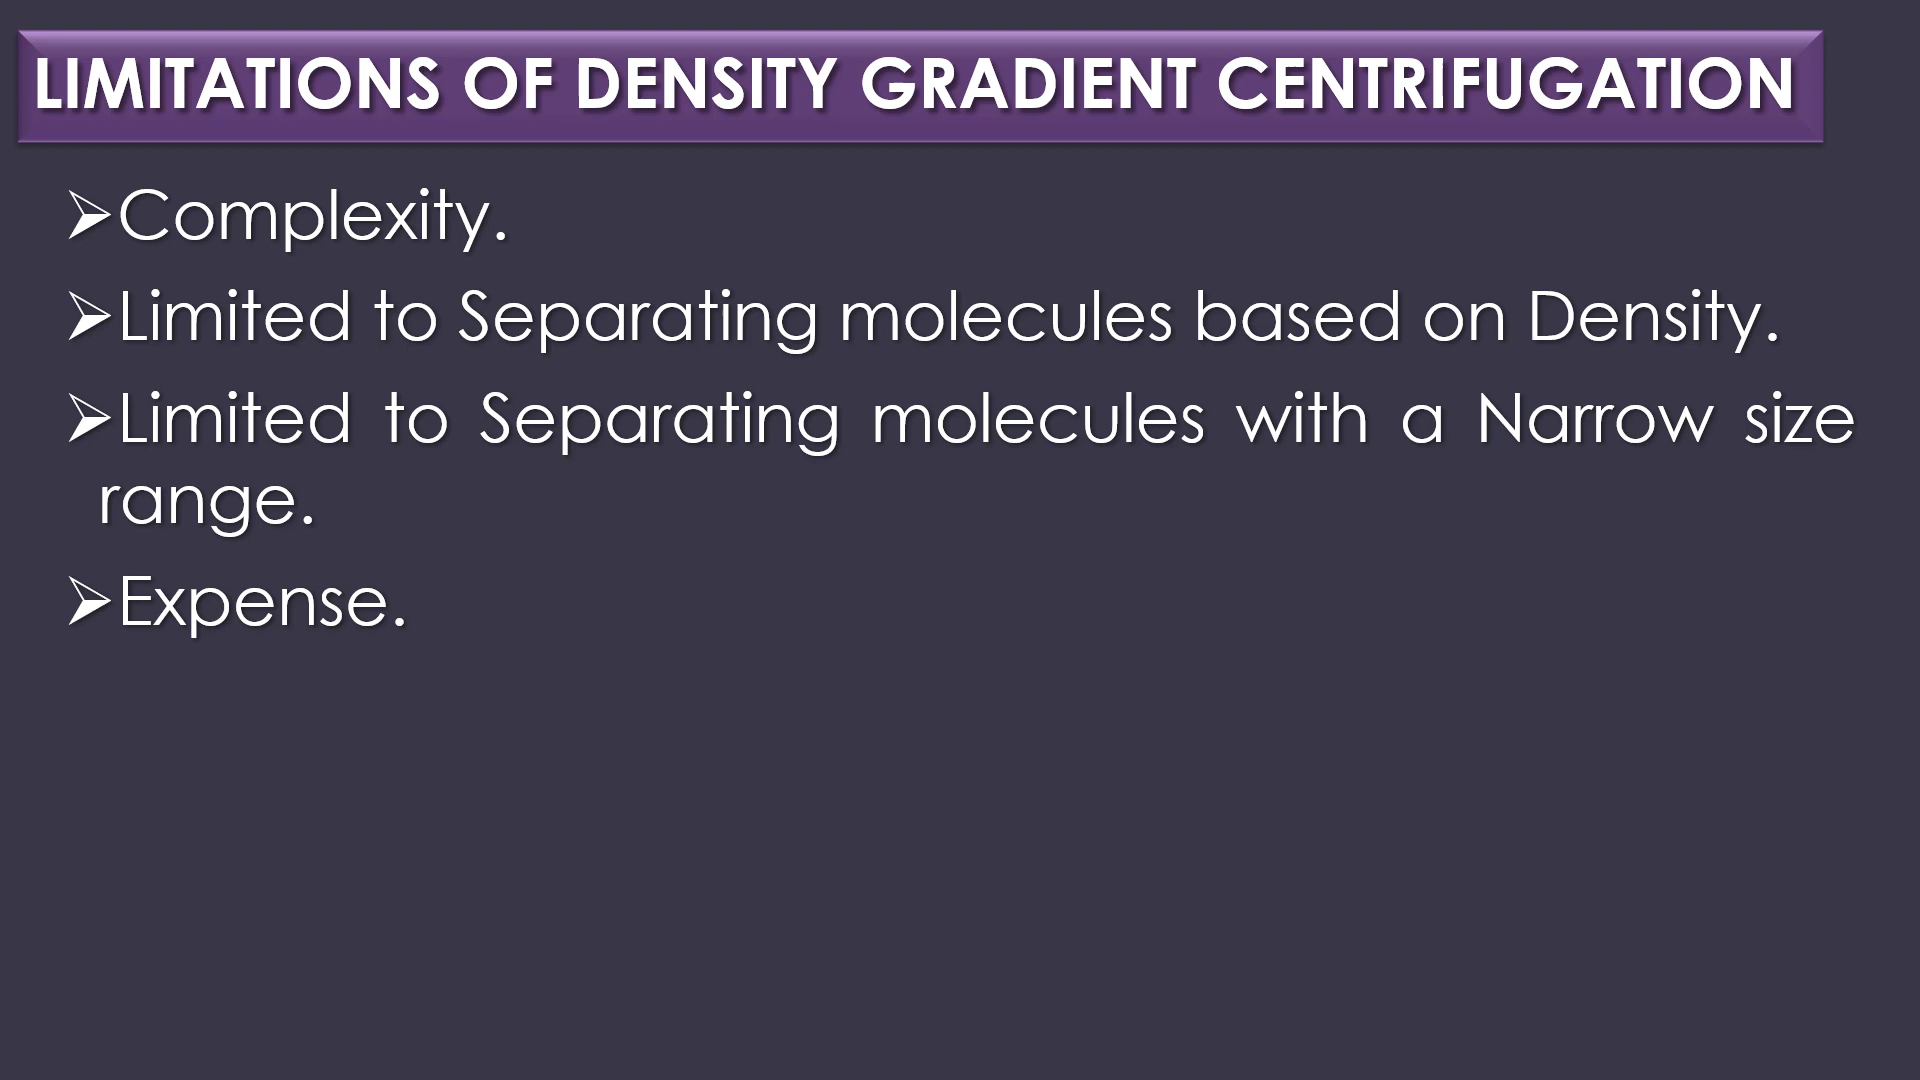 LIMITATIONS OF DENSITY GRADIENT CENTRIFUGATION
➢Complexity.
➢Limited to Separating molecules based on Density.
➢Limited to Separating molecules with a Narrow size
range.
➢Expense.